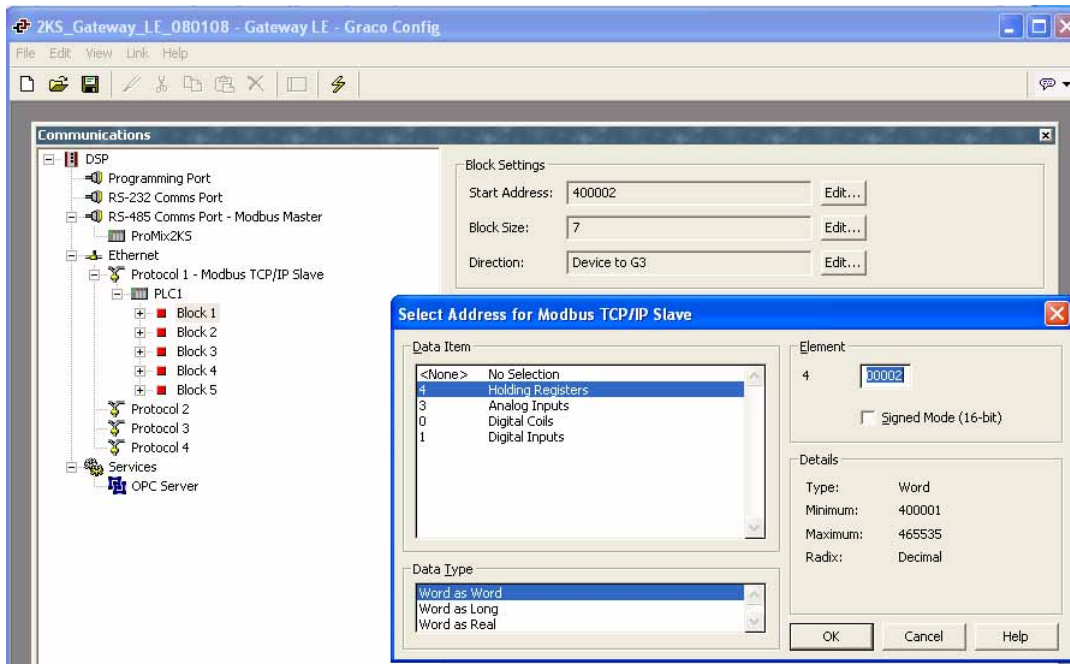 2KS_Gateway_LE_080108 - Gateway LE - Graco Config
File Edit View Link Help
Communications
DSP
Programming Port
RS-232 Comms Port
RS-485 Comms Port - Modbus Master
ProMix2KS
Ethernet
Protocol 1 - Modbus TCP/IP Slave
PLC1
Block 1
Block 2
Block 3
Block 4
Block 5
Protocol 2
Protocol 3
Protocol 4
Services
OPC Server
Block Settings
Start Address: 400002 Edit...
Block Size: 7 Edit...
Direction: Device to G3 Edit...
Select Address for Modbus TCP/IP Slave
Data Item
<None> No Selection
4 Holding Registers
3 Analog Inputs
0 Digital Coils
1 Digital Inputs
Data Type
Word as Word
Word as Long
Word as Real
Element
4 00002
Signed Mode (16-bit)
Details
Type: Word
Minimum: 400001
Maximum: 465535
Radix: Decimal
OK Cancel Help